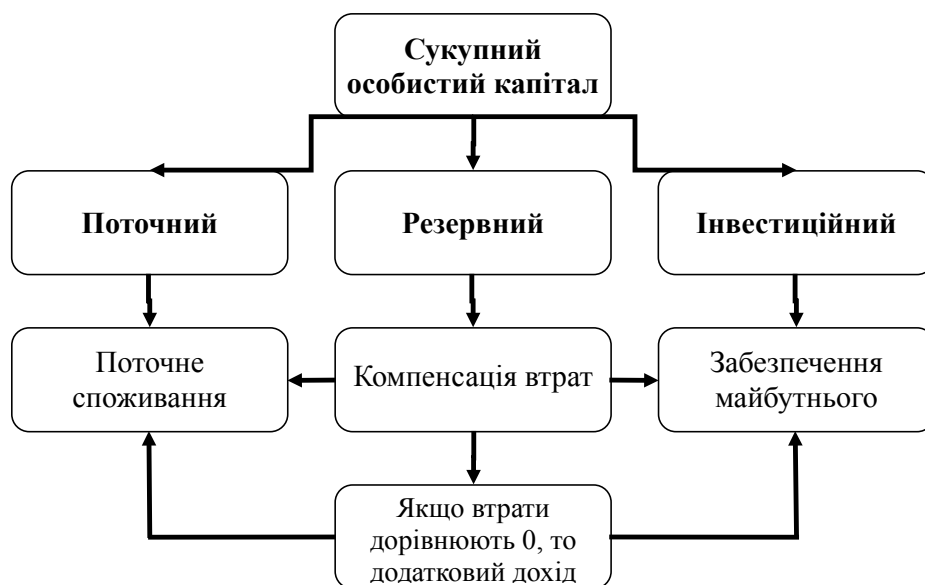 Сукупний
особистий капітал
Поточний
Резервний
Інвестиційний
Поточне
споживання
Компенсація втрат
Забезпечення
майбутнього
Якщо втрати
дорівнюють 0, то
додатковий дохід